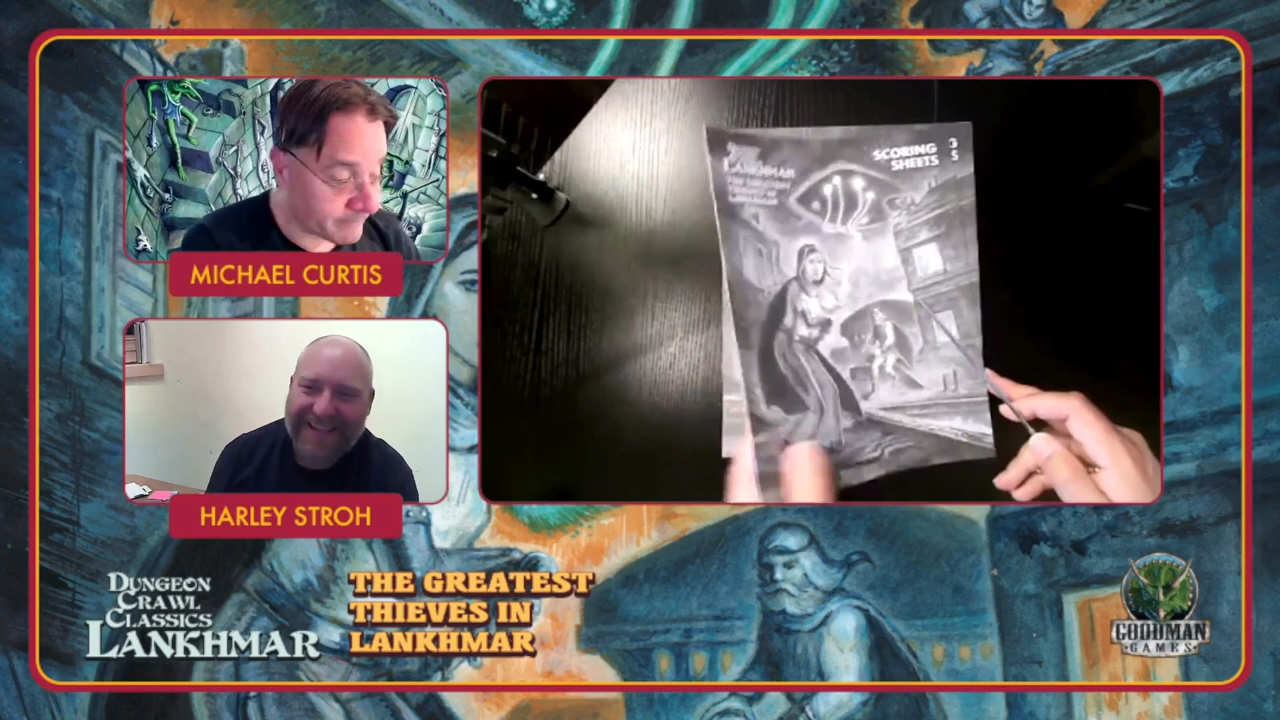 MICHAEL CURTIS
HARLEY STROH
SCORING
SHEETS
LANKHMAR
DUNGEON
CRAWL
CLASSICS
LANKHMAR
THE GREATEST
THIEVES IN
LANKHMAR
GOODMAN
GAMES